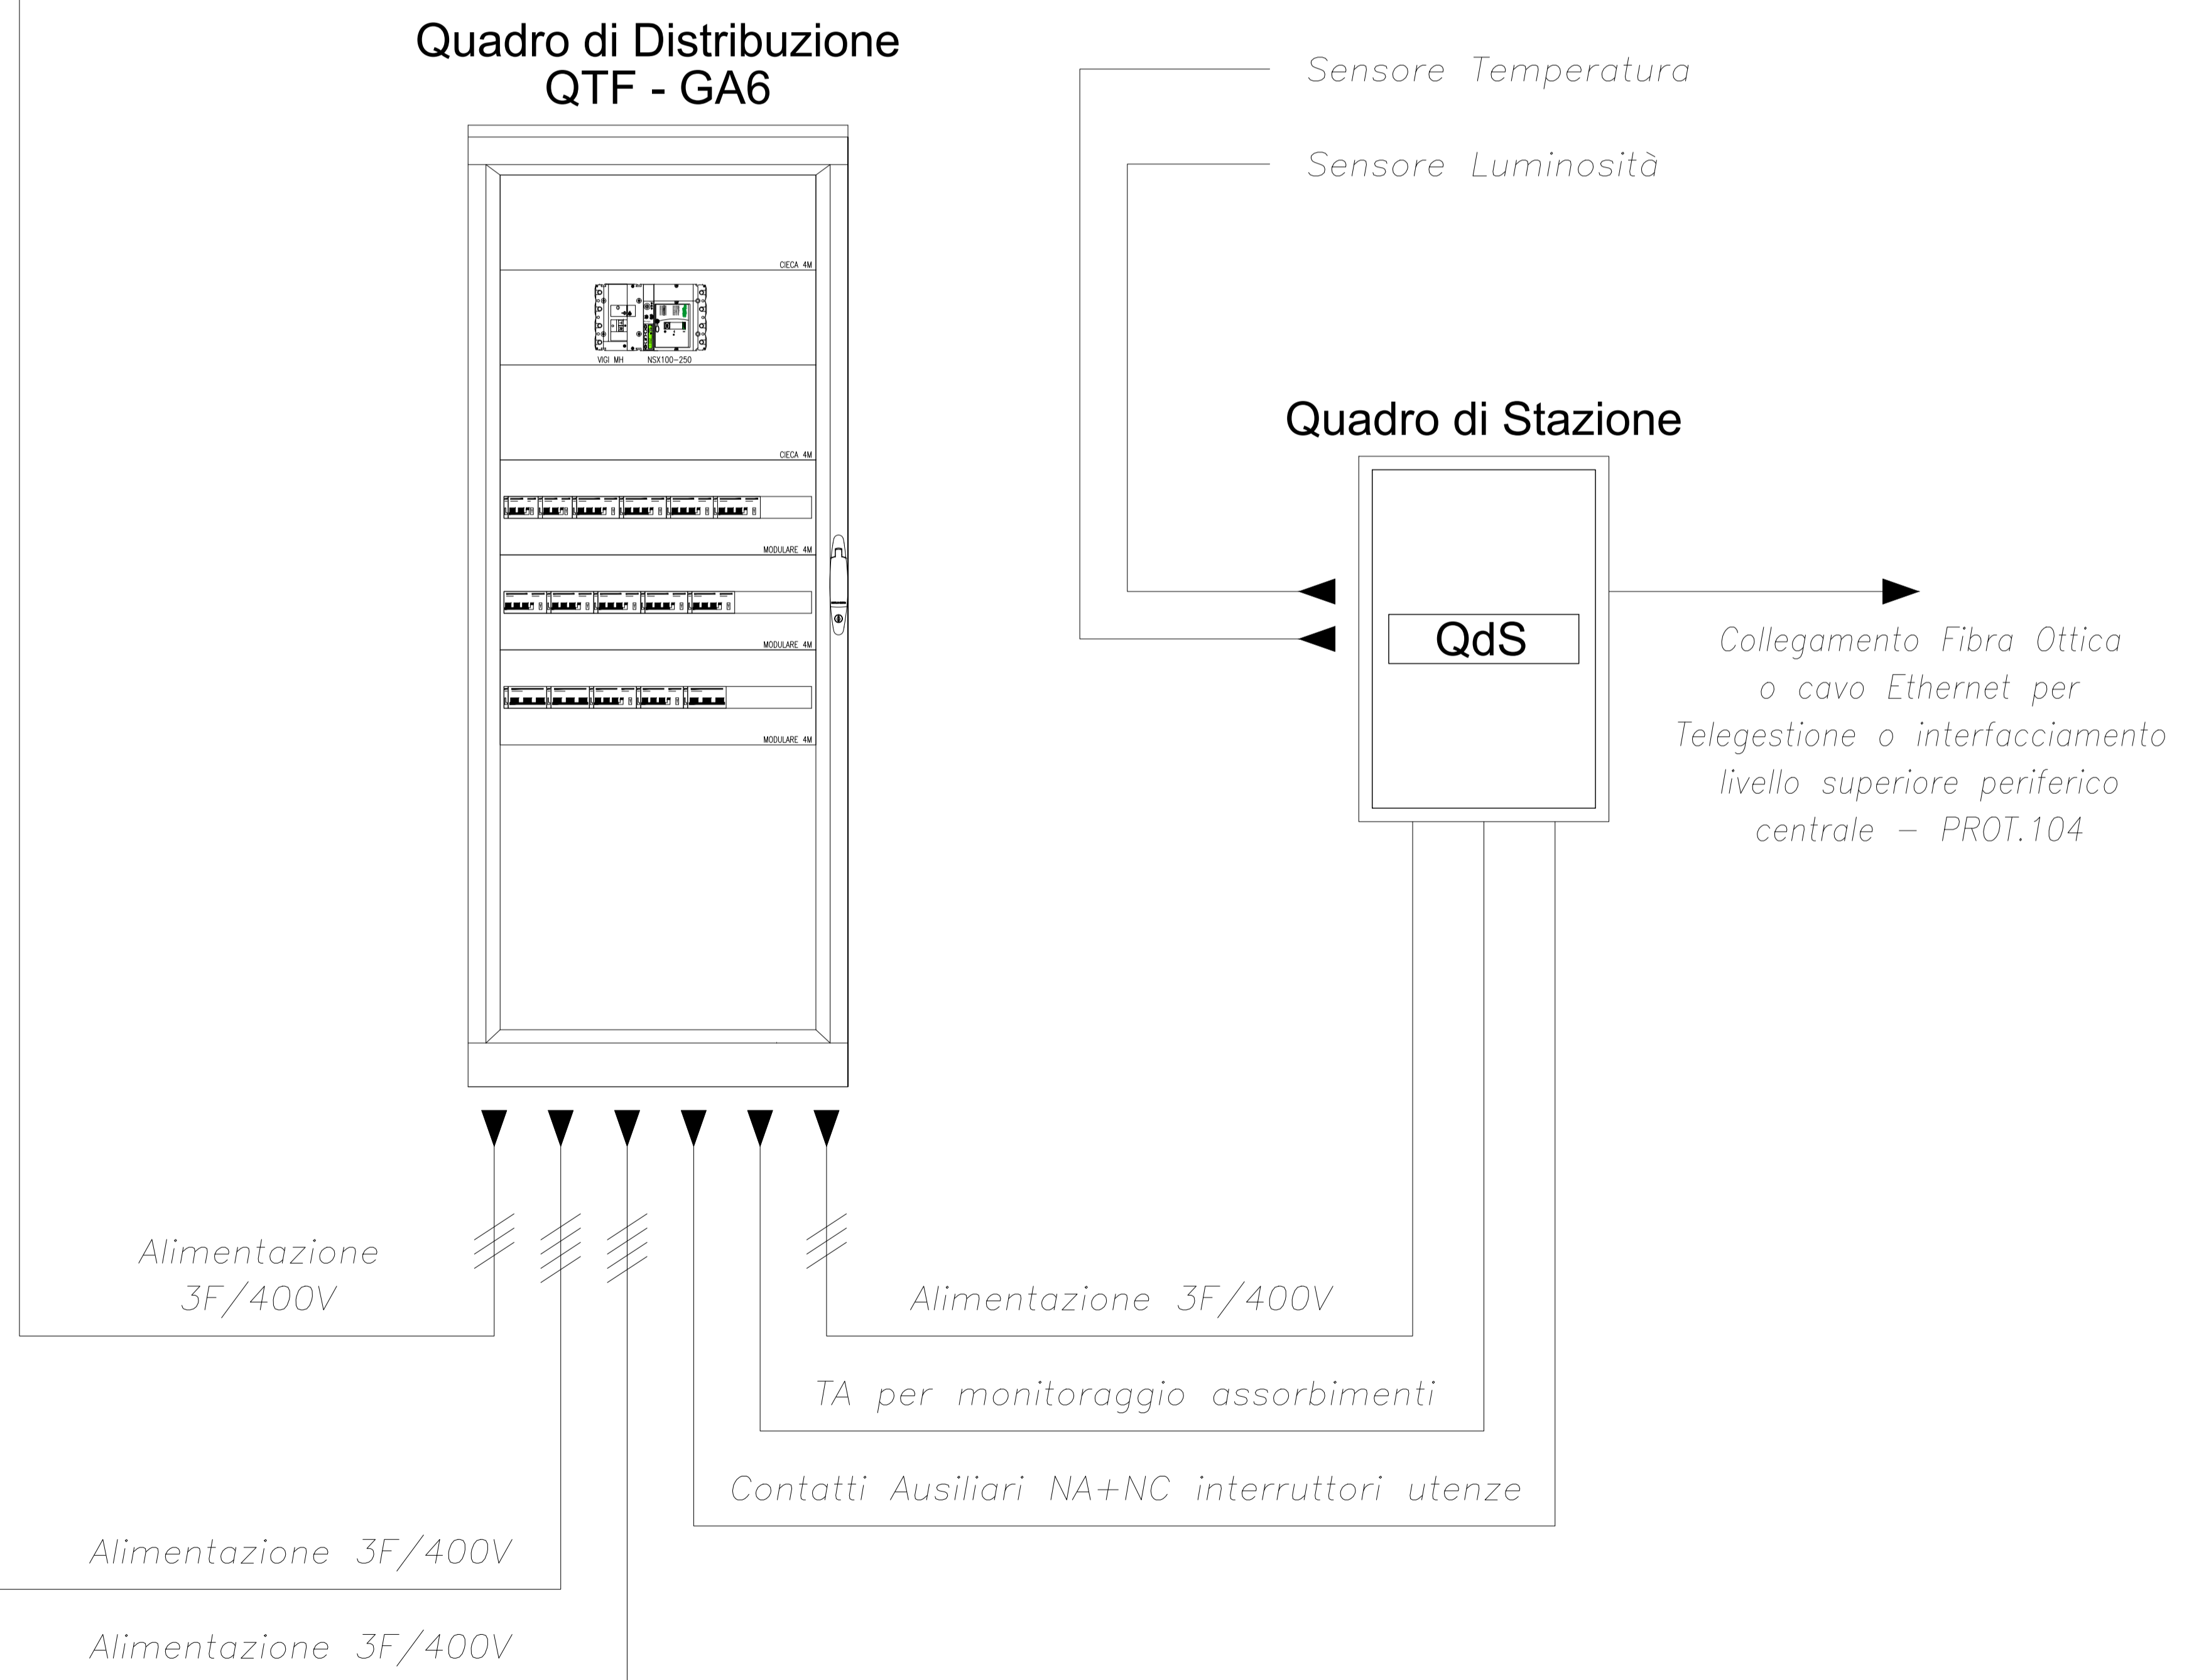 Quadro di Distribuzione
QTF - GA6
Sensore Temperatura
Sensore Luminosità
CIECA 4M
VIGI MH NSX100-250
CIECA 4M
MODULARE 4M
MODULARE 4M
MODULARE 4M
Quadro di Stazione
QdS
Collegamento Fibra Ottica
o cavo Ethernet per
Telegestione o interfacciamento
livello superiore periferico
centrale - PROT.104
Alimentazione
3F/400V
Alimentazione 3F/400V
TA per monitoraggio assorbimenti
Contatti Ausiliari NA+NC interruttori utenze
Alimentazione 3F/400V
Alimentazione 3F/400V